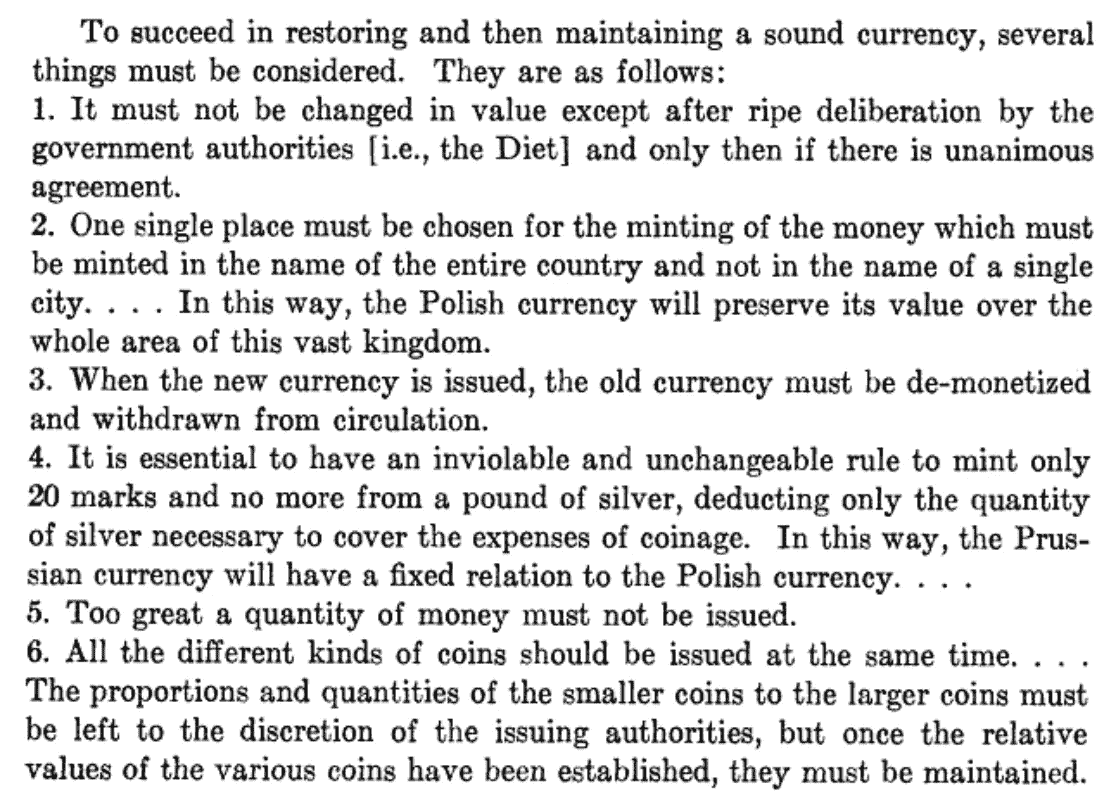 To succeed in restoring and then maintaining a sound currency, several
things must be considered. They are as follows:
1. It must not be changed in value except after ripe deliberation by the
government authorities [i.e., the Diet] and only then if there is unanimous
agreement.
2. One single place must be chosen for the minting of the money which must
be minted in the name of the entire country and not in the name of a single
city. . . . In this way, the Polish currency will preserve its value over the
whole area of this vast kingdom.
3. When the new currency is issued, the old currency must be de-monetized
and withdrawn from circulation.
4. It is essential to have an inviolable and unchangeable rule to mint only
20 marks and no more from a pound of silver, deducting only the quantity
of silver necessary to cover the expenses of coinage. In this way, the Prus-
sian currency will have a fixed relation to the Polish currency. . . .
5. Too great a quantity of money must not be issued.
6. All the different kinds of coins should be issued at the same time. . . .
The proportions and quantities of the smaller coins to the larger coins must
be left to the discretion of the issuing authorities, but once the relative
values of the various coins have been established, they must be maintained.